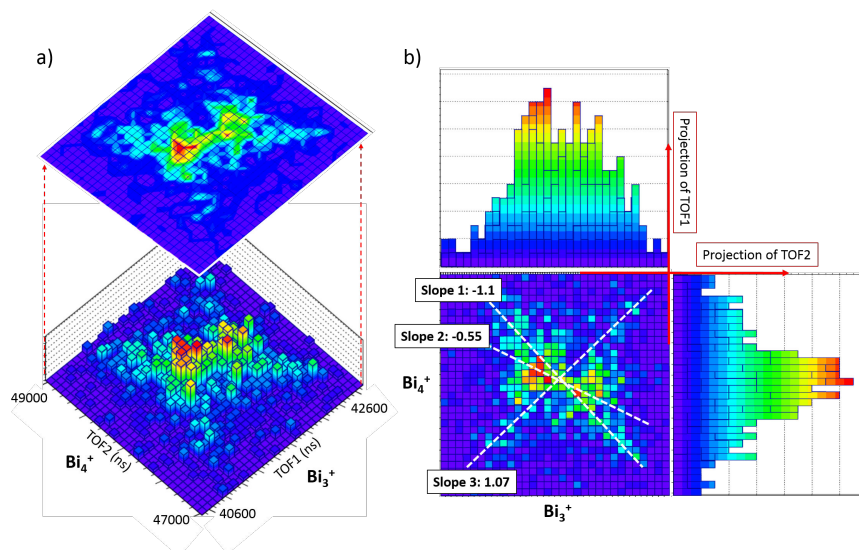 a)
b)
49000
TOF2 (ns)
Bi₄⁺
47000
42600
TOF1 (ns)
Bi₃⁺
40600
Projection of TOF1
Projection of TOF2
Slope 1: -1.1
Slope 2: -0.55
Bi₄⁺
Slope 3: 1.07
Bi₃⁺